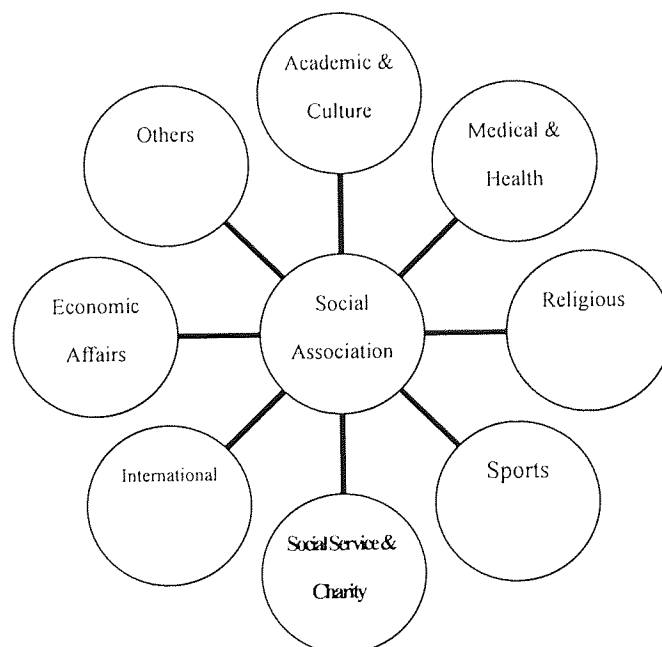 Academic &
Culture
Medical &
Health
Religious
Sports
Social Service &
Charity
International
Economic
Affairs
Others
Social
Association